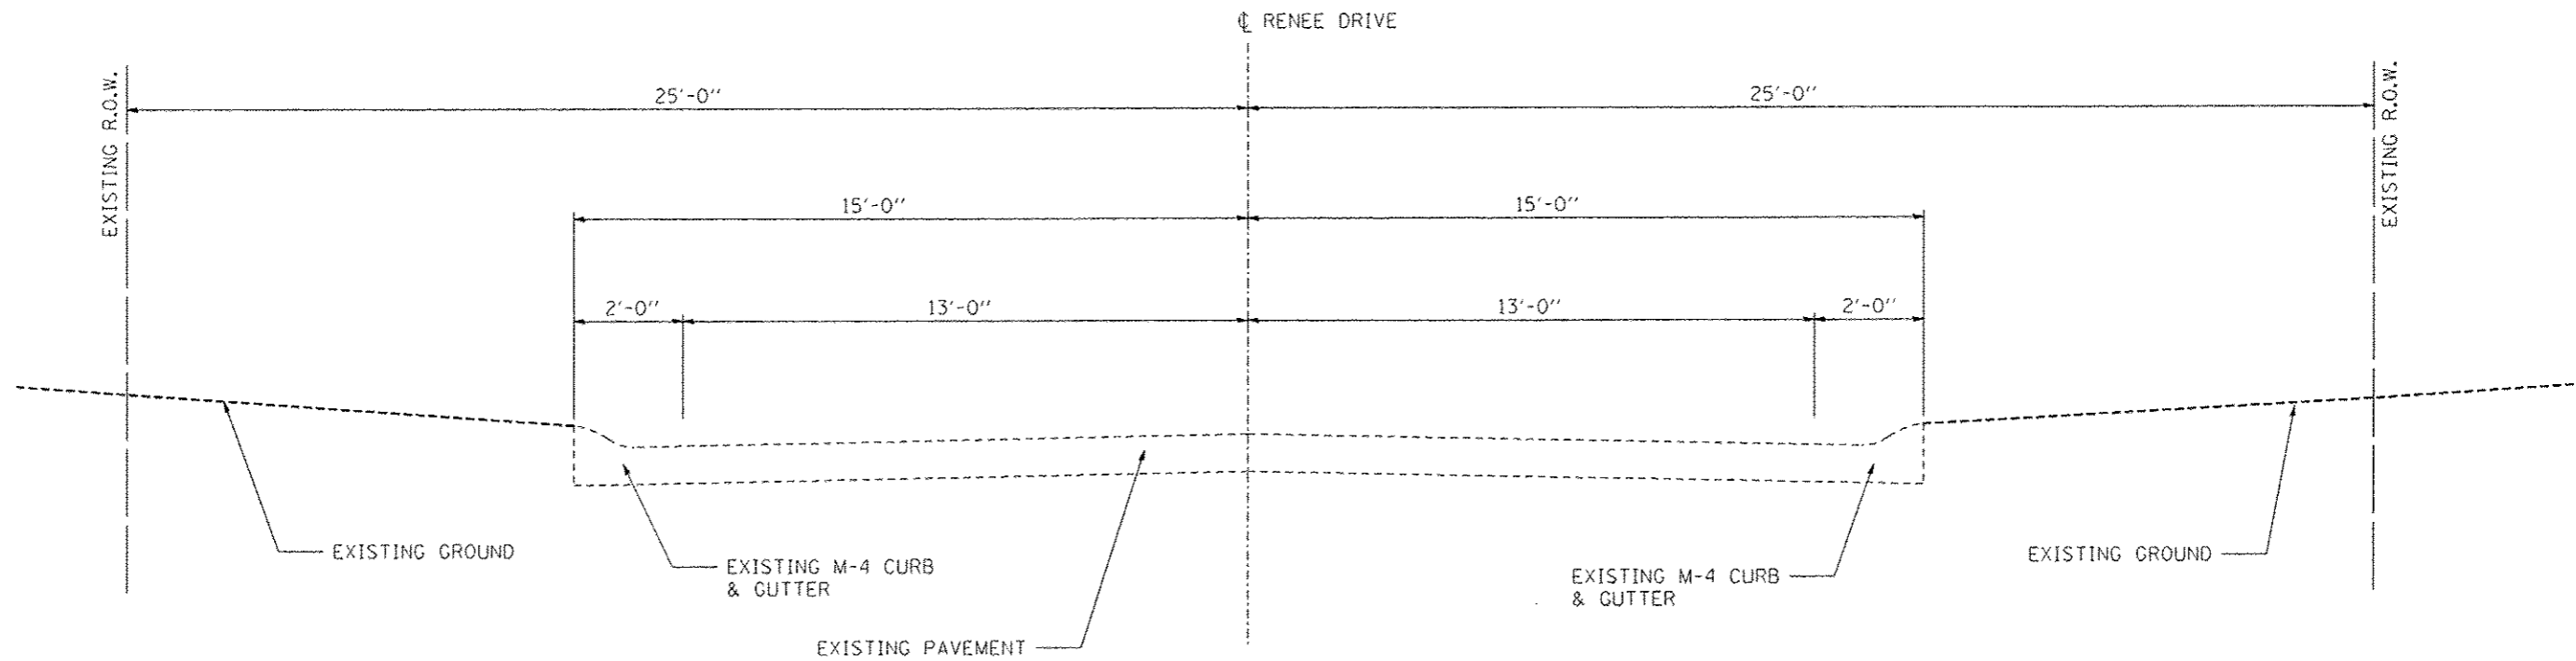 ℄ RENEE DRIVE
EXISTING R.O.W.
25'-0''
25'-0''
EXISTING R.O.W.
15'-0''
15'-0''
2'-0''
13'-0''
13'-0''
2'-0''
EXISTING GROUND
EXISTING M-4 CURB
& GUTTER
EXISTING PAVEMENT
EXISTING M-4 CURB
& GUTTER
EXISTING GROUND